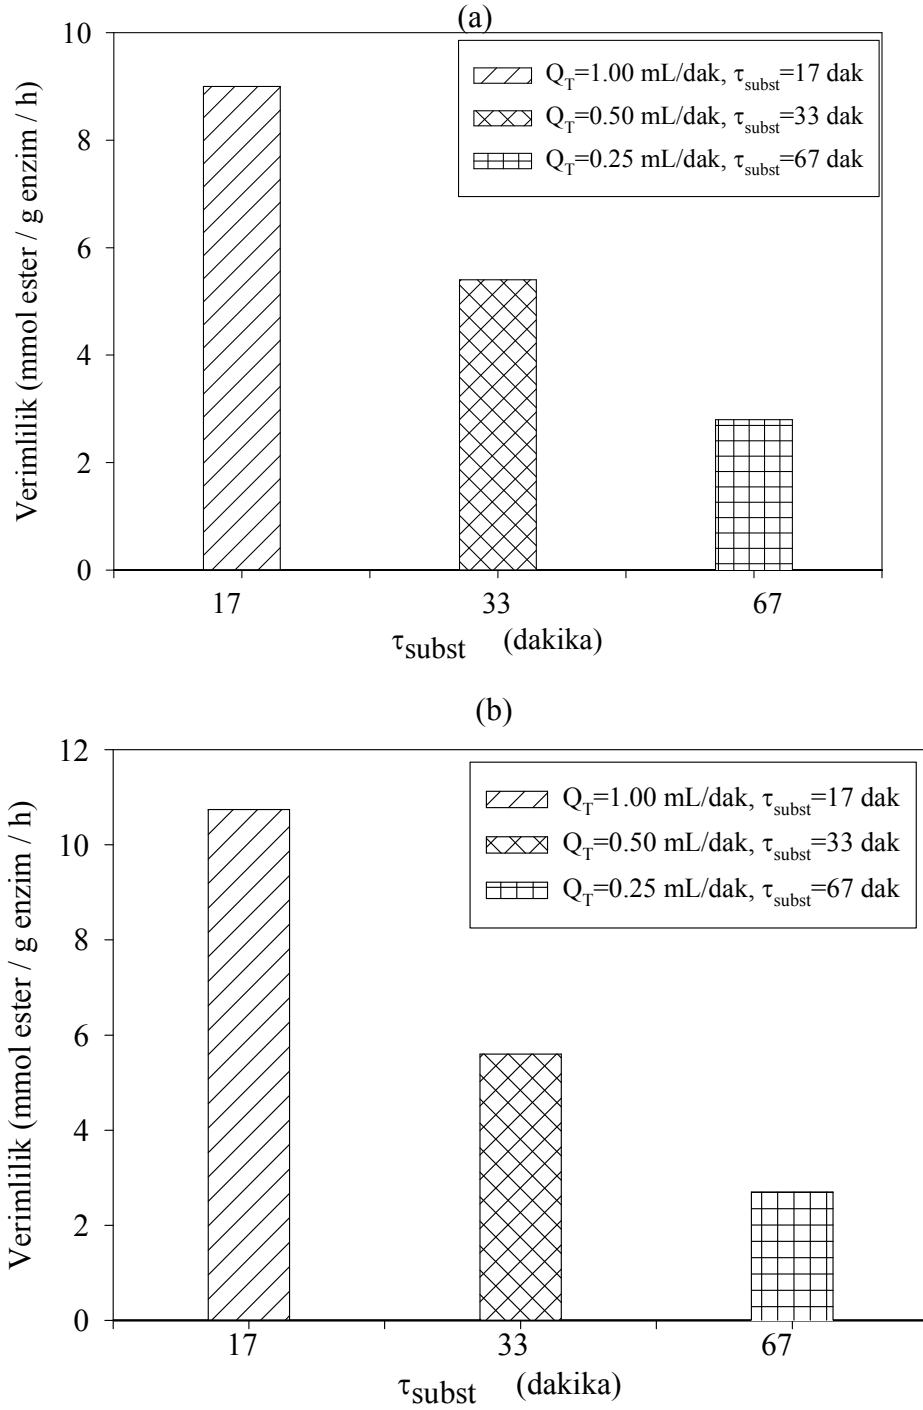 (a)
10
8
6
4
2
0
Verimlilik (mmol ester / g enzim / h)
Q_T=1.00 mL/dak, τ_subst=17 dak
Q_T=0.50 mL/dak, τ_subst=33 dak
Q_T=0.25 mL/dak, τ_subst=67 dak
17 33 67
τ_subst (dakika)
(b)
12
10
8
6
4
2
0
Verimlilik (mmol ester / g enzim / h)
Q_T=1.00 mL/dak, τ_subst=17 dak
Q_T=0.50 mL/dak, τ_subst=33 dak
Q_T=0.25 mL/dak, τ_subst=67 dak
17 33 67
τ_subst (dakika)